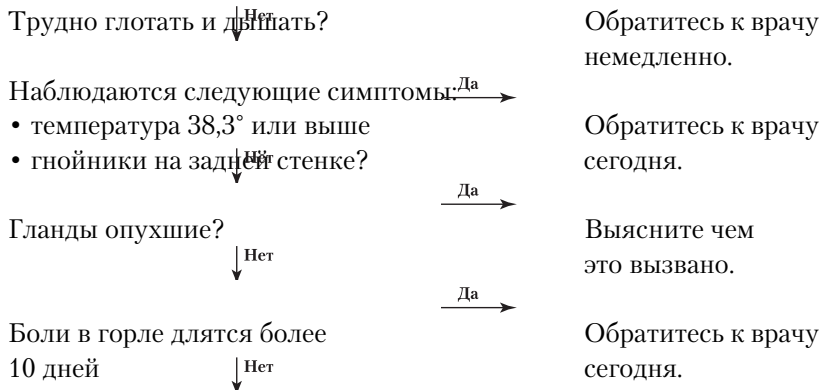 Трудно глотать и дышать?
Нет
Обратитесь к врачу
немедленно.
Наблюдаются следующие симптомы:
Да
• температура 38,3° или выше
• гнойники на задней стенке?
Нет
Обратитесь к врачу
сегодня.
Да
Гланды опухшие?
Нет
Выясните чем
это вызвано.
Да
Боли в горле длятся более
10 дней
Нет
Обратитесь к врачу
сегодня.